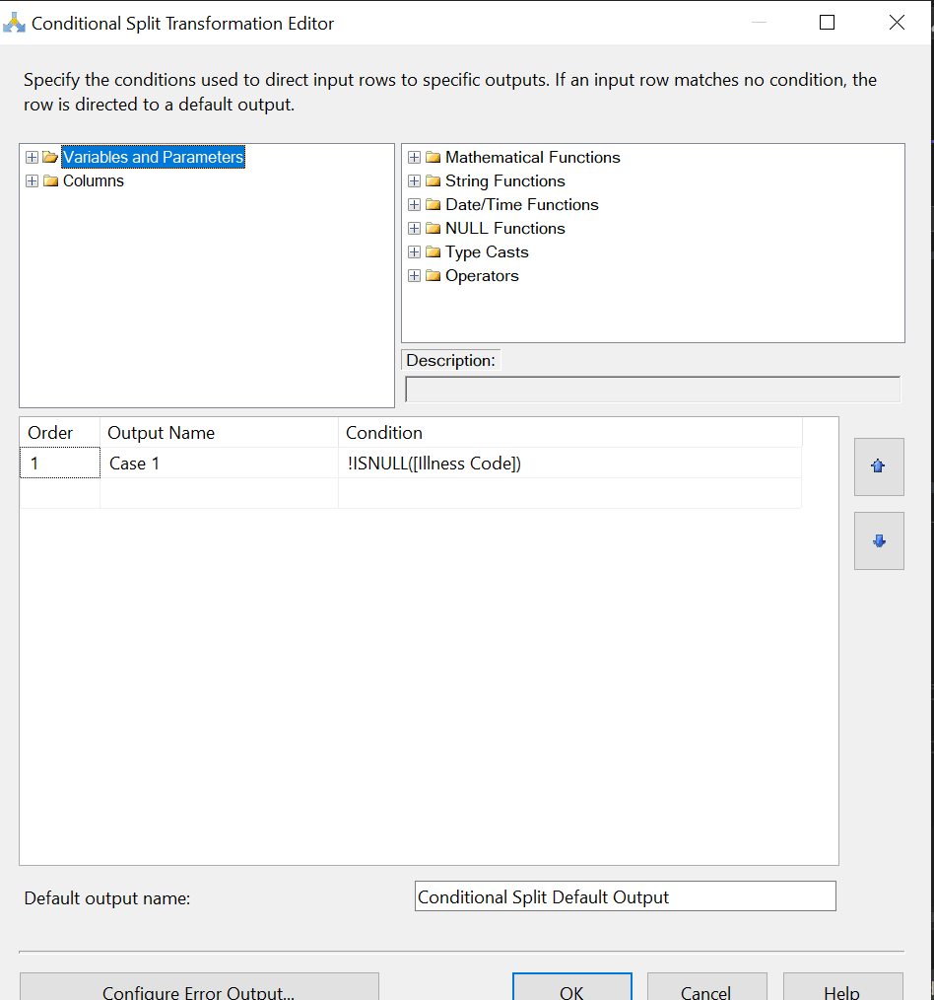 Conditional Split Transformation Editor
Specify the conditions used to direct input rows to specific outputs. If an input row matches no condition, the
row is directed to a default output.
Variables and Parameters
Columns
Mathematical Functions
String Functions
Date/Time Functions
NULL Functions
Type Casts
Operators
Description:
Order Output Name Condition
1 Case 1 !ISNULL([Illness Code])
Default output name: Conditional Split Default Output
Configure Error Output... OK Cancel Help